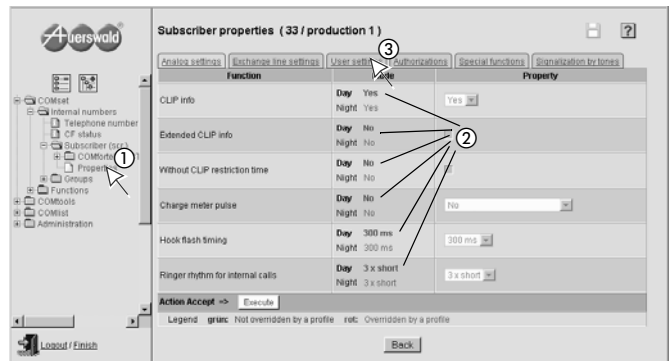 Auerswald
Subscriber properties ( 33 / production 1 )
?
Analog settings
Exchange line settings
User settings
Authorizations
Special functions
Signalization by tones
③
Function
Property
COMset
Internal numbers
Telephone number
CF status
Subscriber (scr.)
COMforte
①
Groups
Functions
COMtools
COMlist
Administration
CLIP info
Day Yes
Night Yes
Yes
Extended CLIP info
Day No
Night No
②
Without CLIP restriction time
Day No
Night No
Charge meter pulse
Day No
Night No
No
Hook flash timing
Day 300 ms
Night 300 ms
300 ms
Ringer rhythm for internal calls
Day 3 x short
Night 3 x short
3 x short
Action Accept => Execute
Legend grün: Not overridden by a profile rot: Overridden by a profile
Logout / Finish
Back